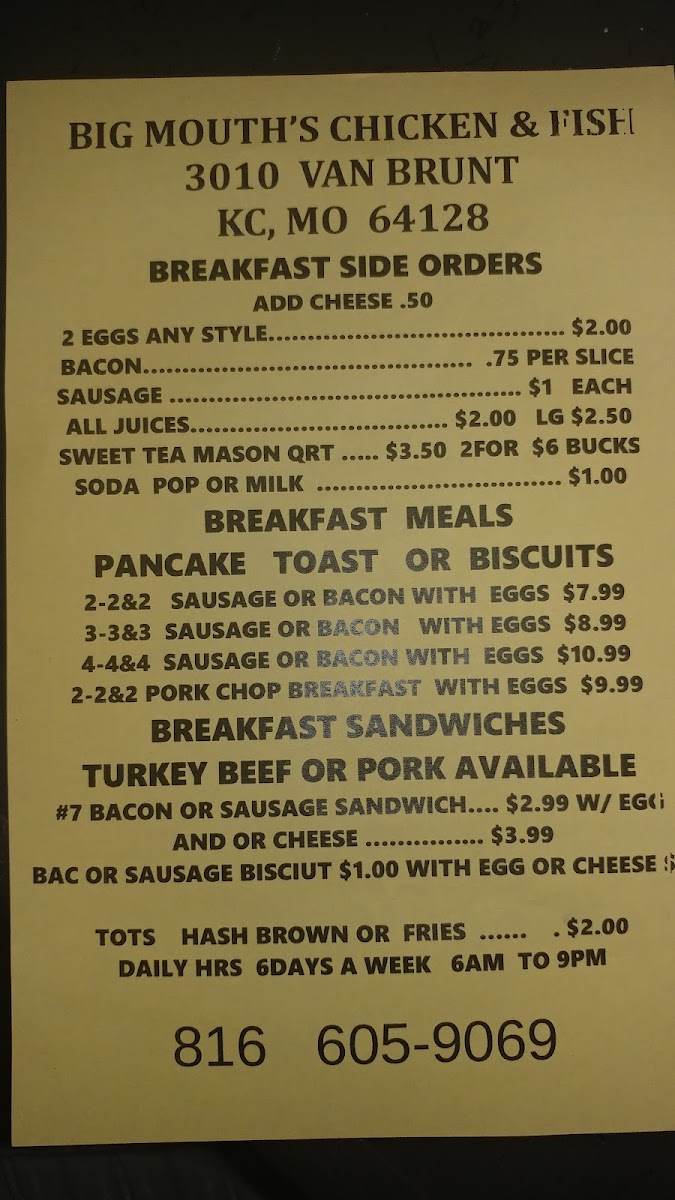 BIG MOUTH'S CHICKEN & FISH
3010 VAN BRUNT
KC, MO 64128
BREAKFAST SIDE ORDERS
ADD CHEESE .50
2 EGGS ANY STYLE...................................... $2.00
BACON.......................................... .75 PER SLICE
SAUSAGE ............................................. $1 EACH
ALL JUICES................................. $2.00 LG $2.50
SWEET TEA MASON QRT ..... $3.50 2FOR $6 BUCKS
SODA POP OR MILK ............................... $1.00
BREAKFAST MEALS
PANCAKE TOAST OR BISCUITS
2-2&2 SAUSAGE OR BACON WITH EGGS $7.99
3-3&3 SAUSAGE OR BACON WITH EGGS $8.99
4-4&4 SAUSAGE OR BACON WITH EGGS $10.99
2-2&2 PORK CHOP BREAKFAST WITH EGGS $9.99
BREAKFAST SANDWICHES
TURKEY BEEF OR PORK AVAILABLE
#7 BACON OR SAUSAGE SANDWICH.... $2.99 W/ EGG
AND OR CHEESE ................ $3.99
BAC OR SAUSAGE BISCIUT $1.00 WITH EGG OR CHEESE
TOTS HASH BROWN OR FRIES ...... . $2.00
DAILY HRS 6DAYS A WEEK 6AM TO 9PM
816 605-9069